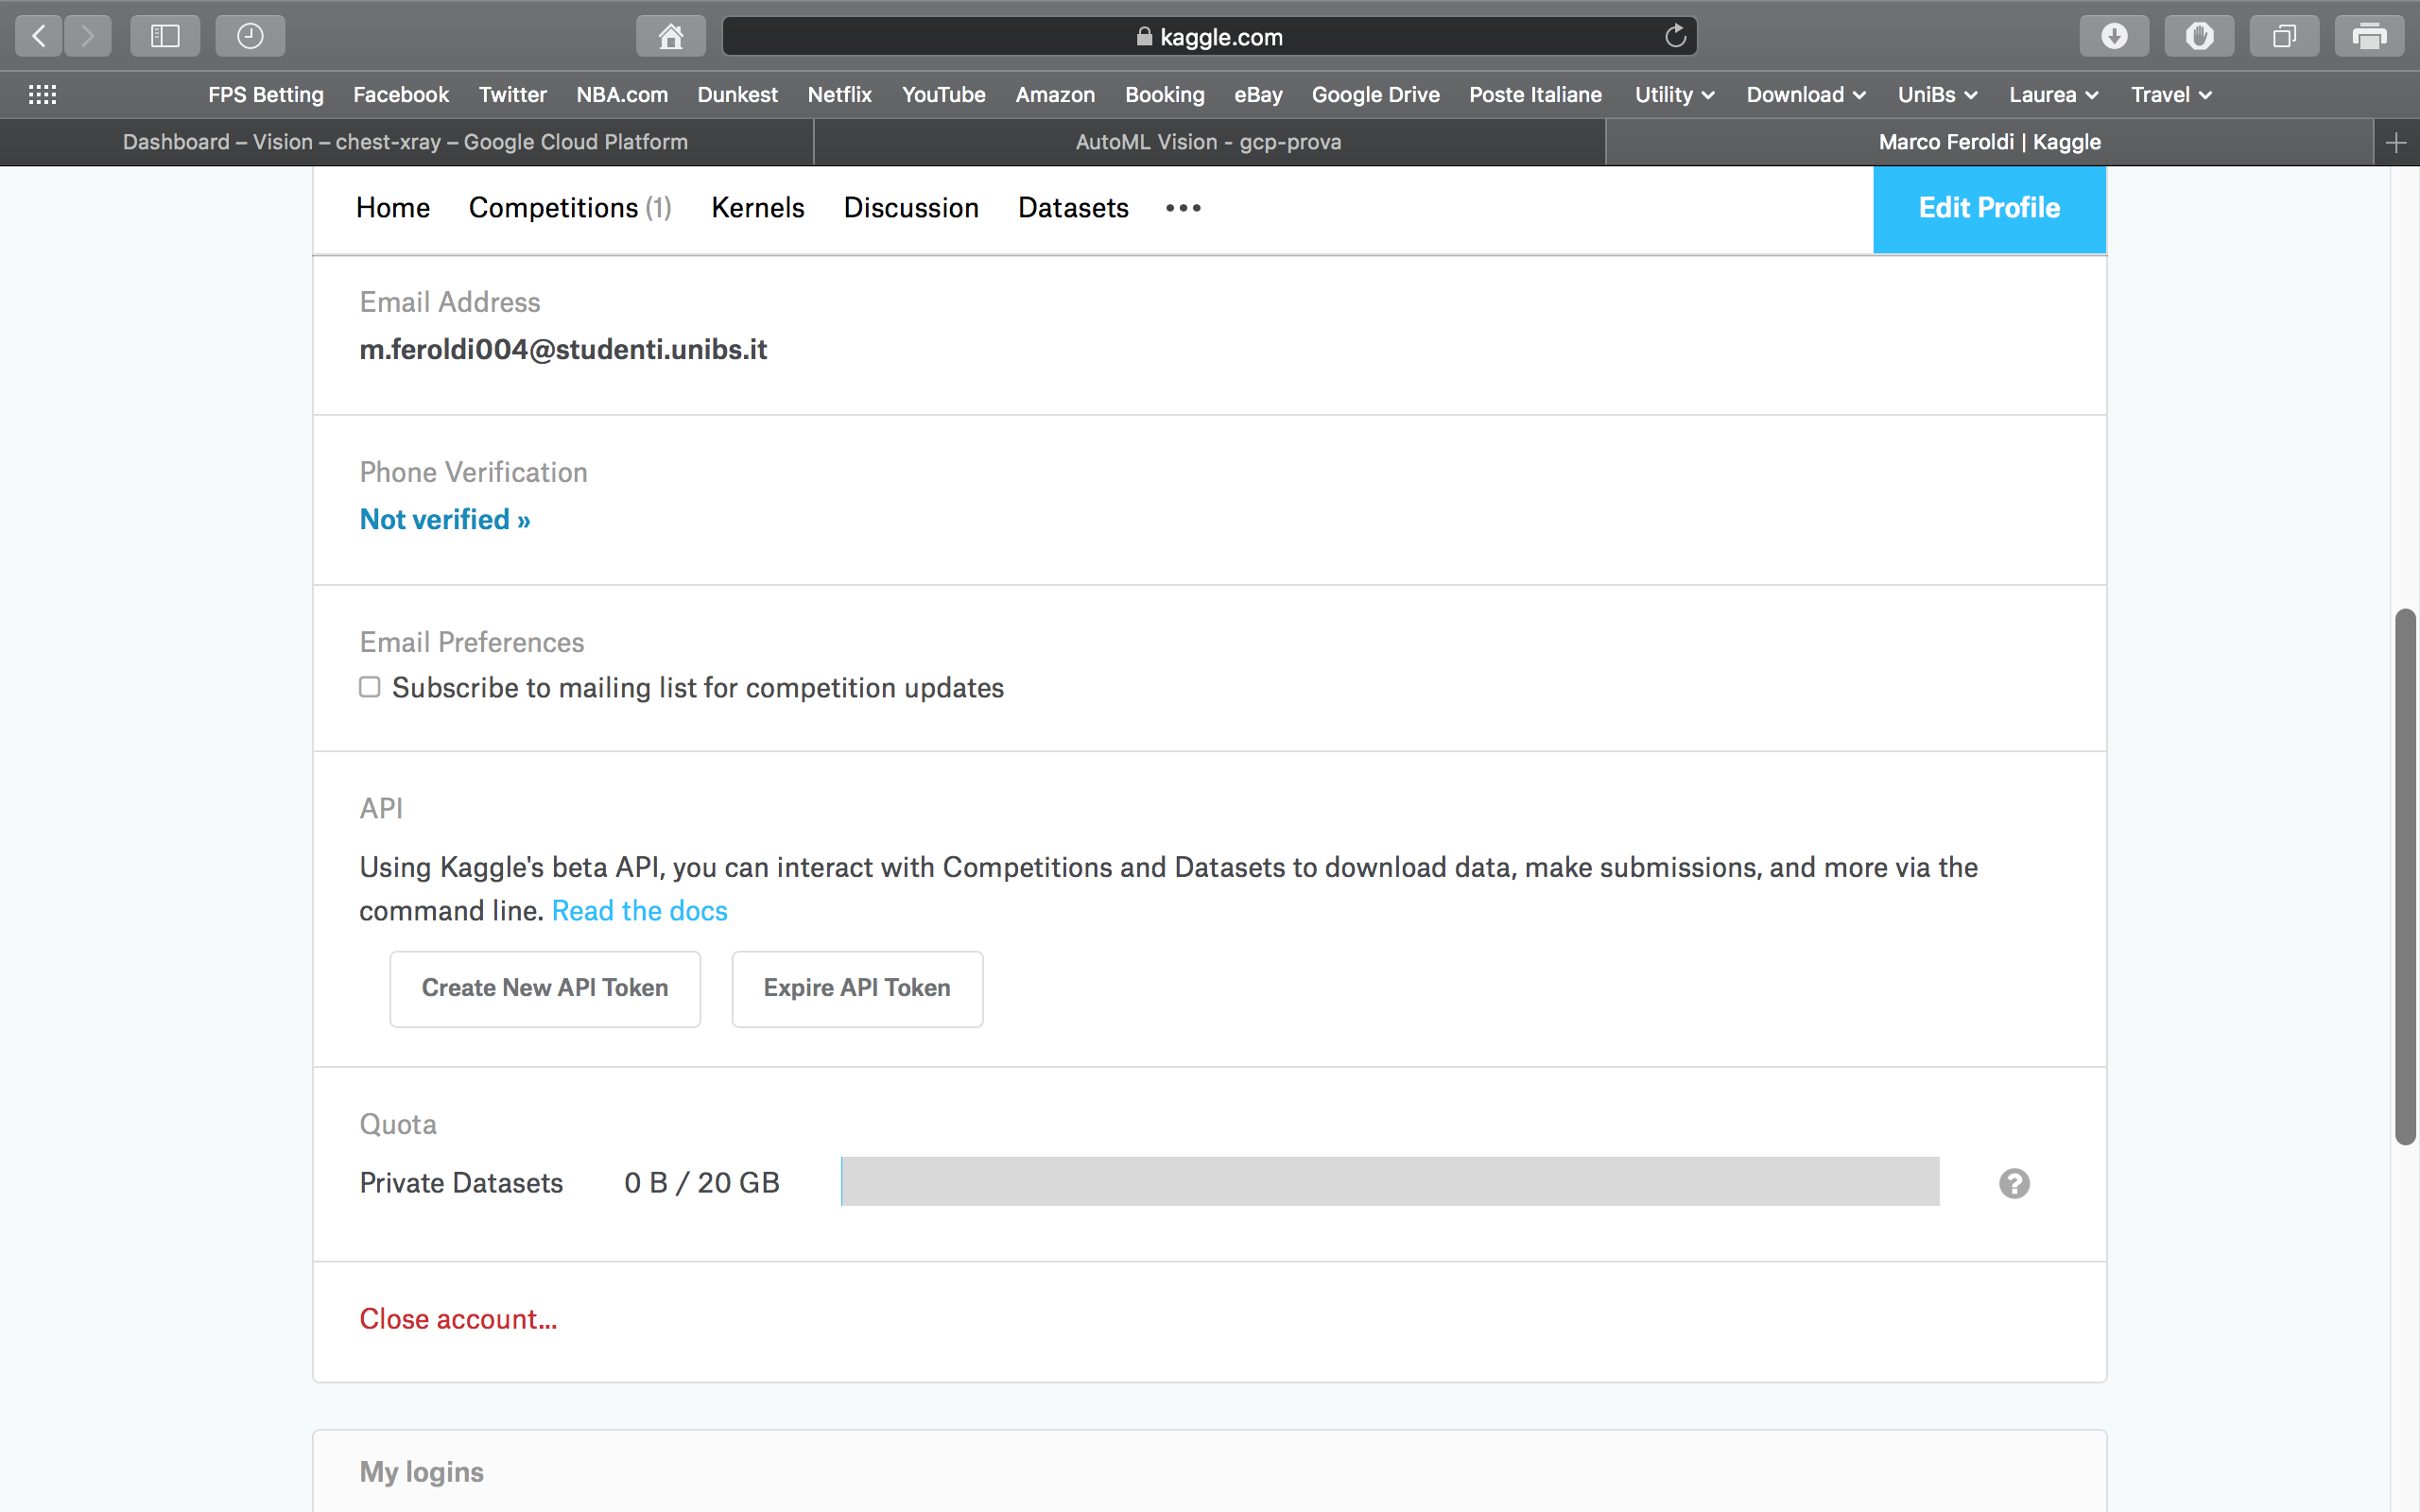 kaggle.com
FPS Betting Facebook Twitter NBA.com Dunkest Netflix YouTube Amazon Booking eBay Google Drive Poste Italiane Utility Download UniBs Laurea Travel
Dashboard – Vision – chest-xray – Google Cloud Platform AutoML Vision - gcp-prova Marco Feroldi | Kaggle
Home Competitions (1) Kernels Discussion Datasets ••• Edit Profile
Email Address
m.feroldi004@studenti.unibs.it
Phone Verification
Not verified »
Email Preferences
Subscribe to mailing list for competition updates
API
Using Kaggle's beta API, you can interact with Competitions and Datasets to download data, make submissions, and more via the
command line. Read the docs
Create New API Token Expire API Token
Quota
Private Datasets 0 B / 20 GB ?
Close account...
My logins